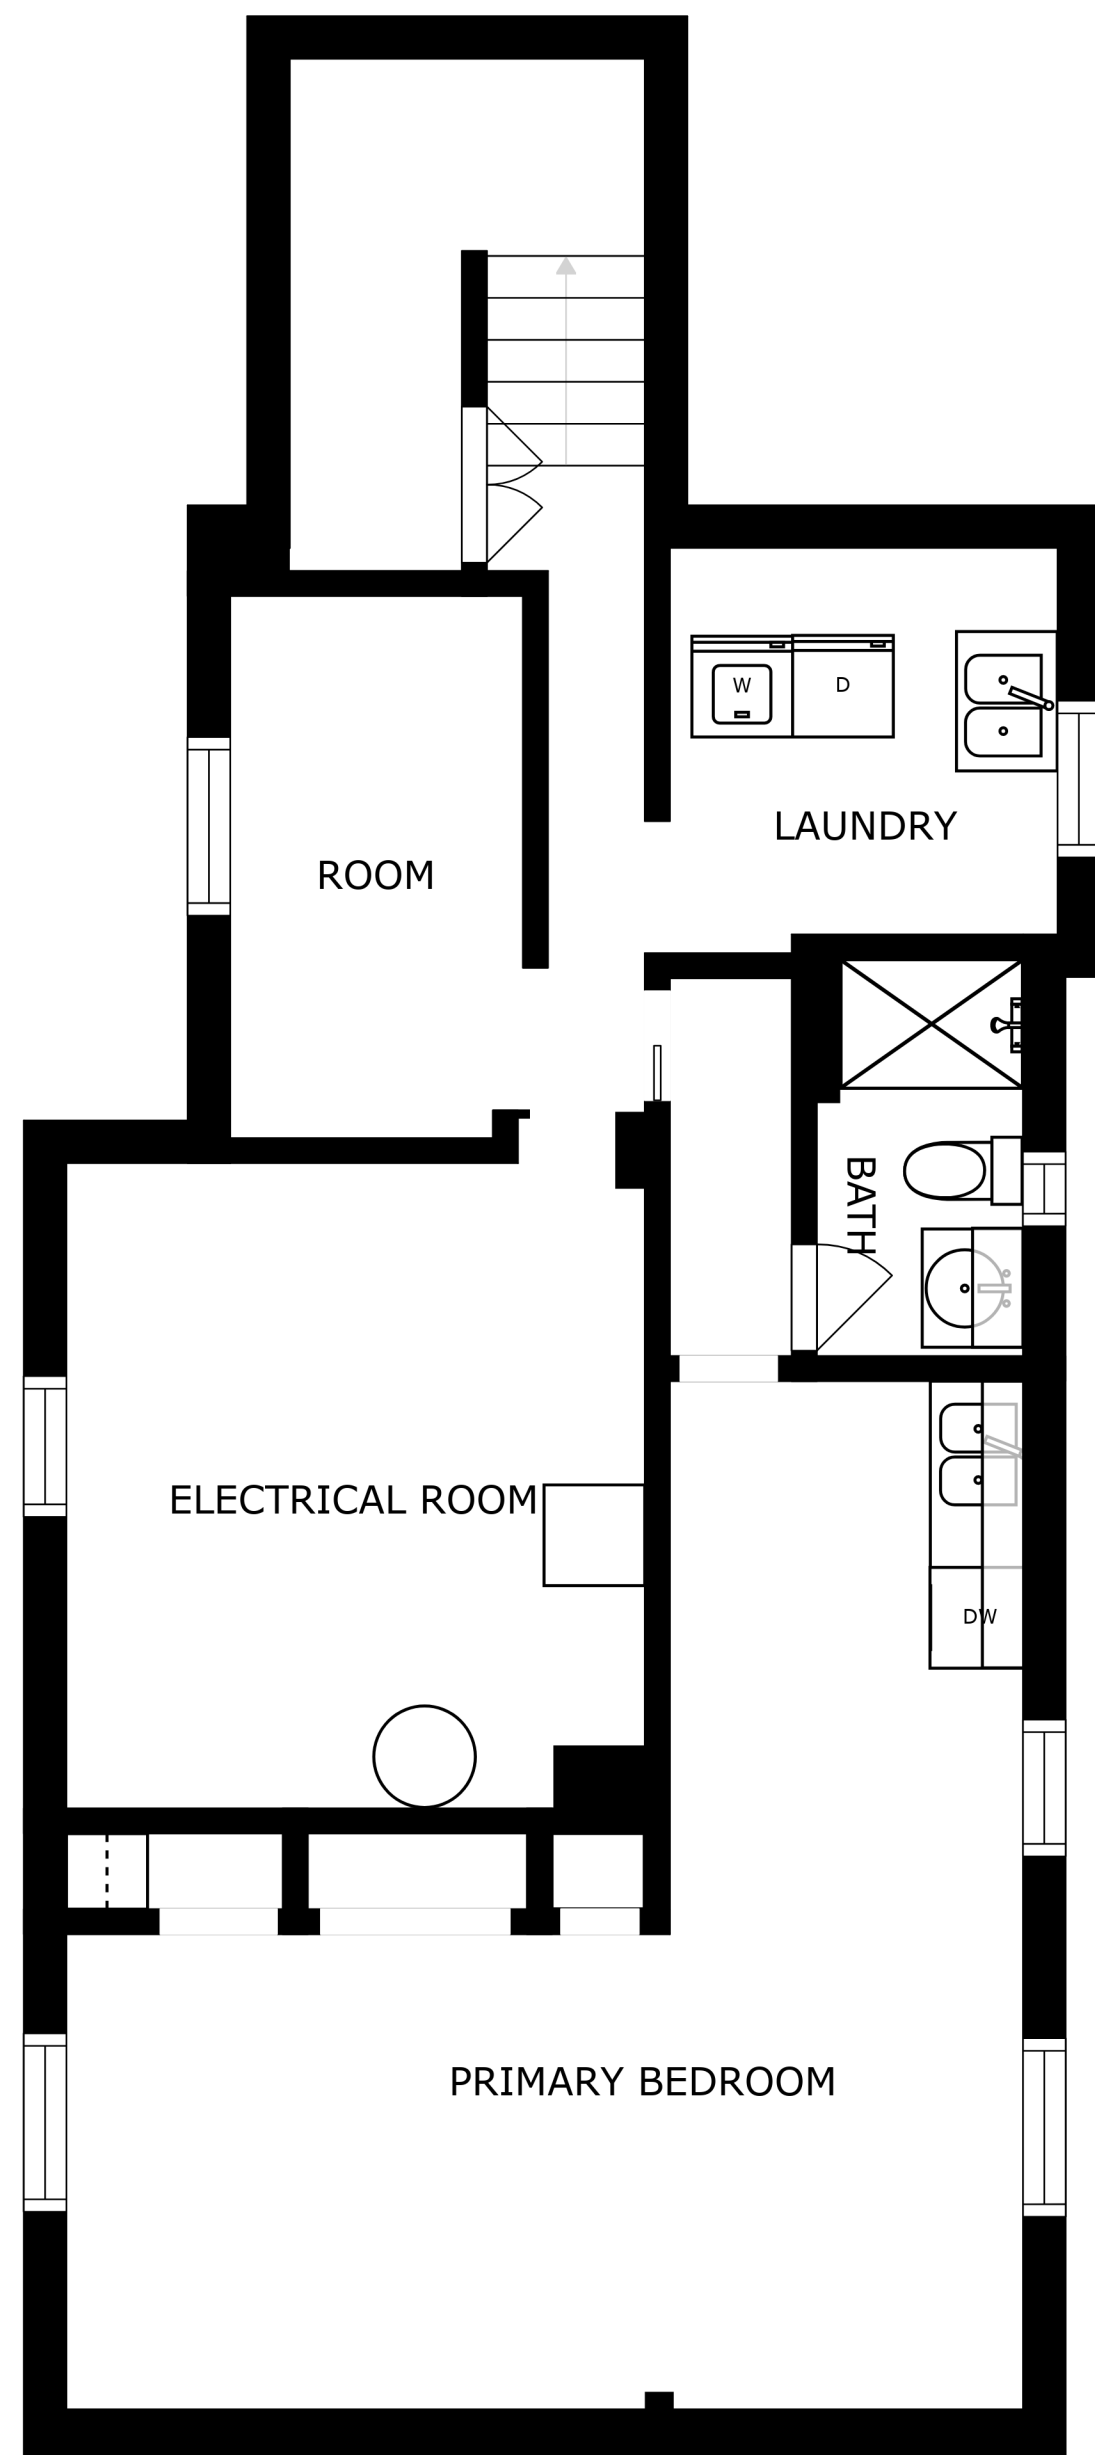 W
D
LAUNDRY
ROOM
BATH
ELECTRICAL ROOM
DW
PRIMARY BEDROOM